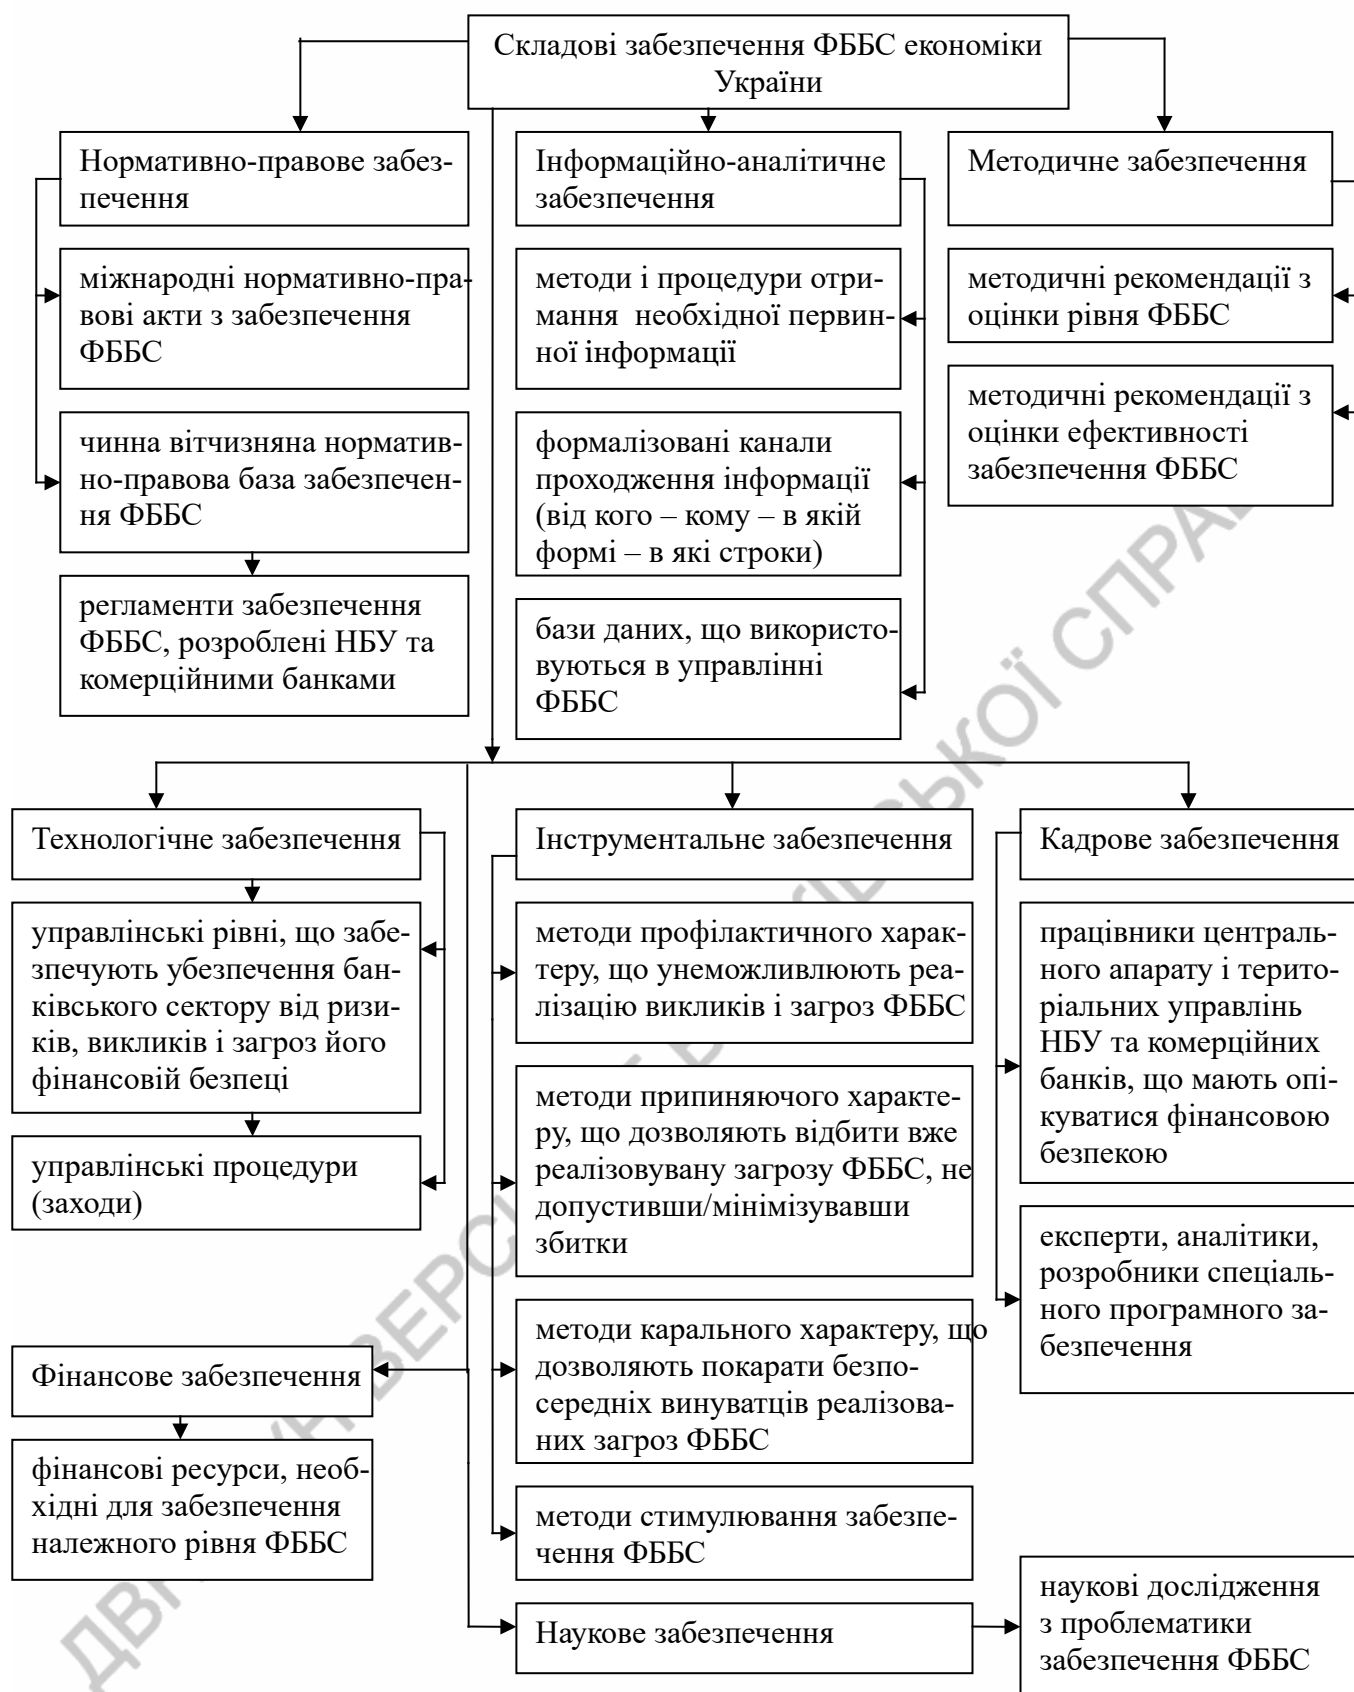 Складові забезпечення ФББС економіки
України
Нормативно-правове забез-
печення
міжнародні нормативно-пра-
вові акти з забезпечення
ФББС
чинна вітчизняна норматив-
но-правова база забезпечен-
ня ФББС
регламенти забезпечення
ФББС, розроблені НБУ та
комерційними банками
Інформаційно-аналітичне
забезпечення
методи і процедури отри-
мання необхідної первин-
ної інформації
формалізовані канали
проходження інформації
(від кого – кому – в якій
формі – в які строки)
бази даних, що використо-
вуються в управлінні
ФББС
Методичне забезпечення
методичні рекомендації з
оцінки рівня ФББС
методичні рекомендації з
оцінки ефективності
забезпечення ФББС
Технологічне забезпечення
управлінські рівні, що забе-
зпечують убезпечення бан-
ківського сектору від ризи-
ків, викликів і загроз його
фінансовій безпеці
управлінські процедури
(заходи)
Інструментальне забезпечення
методи профілактичного харак-
теру, що унеможливлюють реа-
лізацію викликів і загроз ФББС
методи припиняючого характе-
ру, що дозволяють відбити вже
реалізовувану загрозу ФББС, не
допустивши/мінімізувавши
збитки
методи карального характеру, що
дозволяють покарати безпо-
середніх винуватців реалізова-
них загроз ФББС
методи стимулювання забезпе-
чення ФББС
Кадрове забезпечення
працівники централь-
ного апарату і терито-
ріальних управлінь
НБУ та комерційних
банків, що мають опі-
куватися фінансовою
безпекою
експерти, аналітики,
розробники спеціаль-
ного програмного за-
безпечення
Фінансове забезпечення
фінансові ресурси, необ-
хідні для забезпечення
належного рівня ФББС
Наукове забезпечення
наукові дослідження
з проблематики
забезпечення ФББС